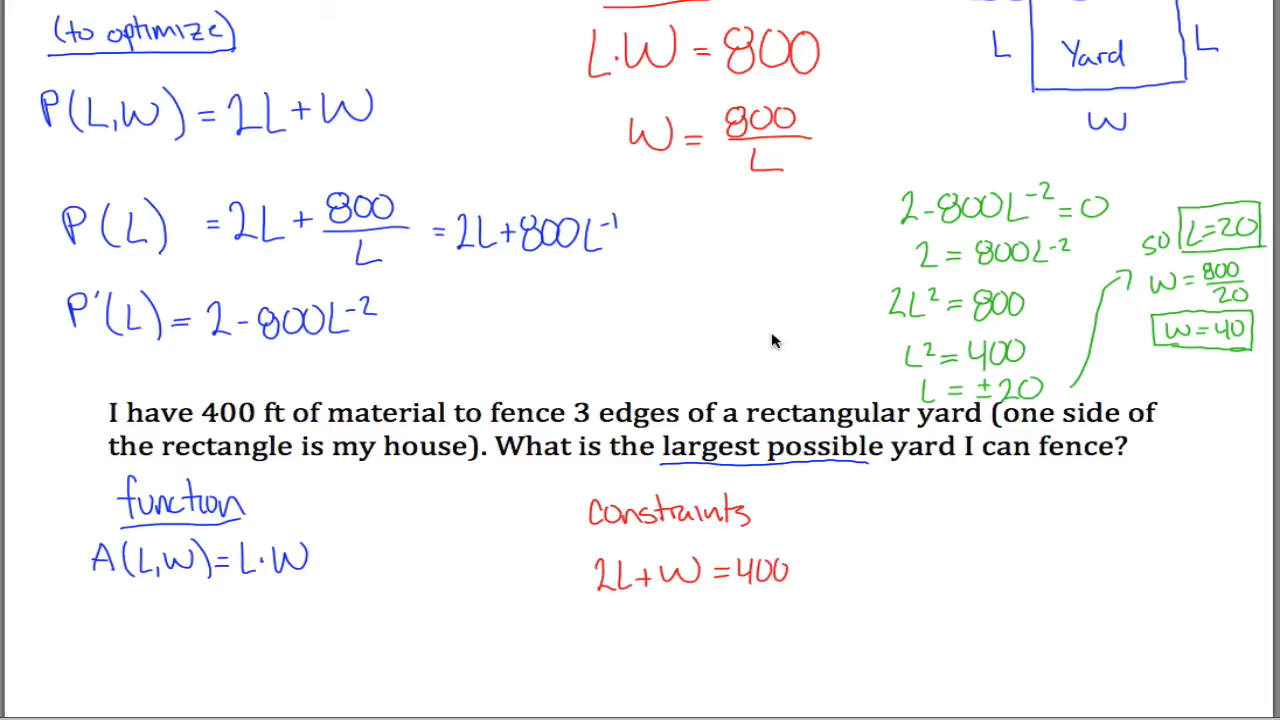 (to optimize)
L·W = 800
L Yard L
W
P(L,W) = 2L + W
W = 800/L
P(L) = 2L + 800/L = 2L + 800L⁻¹
P'(L) = 2 - 800L⁻²
2 - 800L⁻² = 0
2 = 800L⁻²
2L² = 800
L² = 400
L = ±20
so L = 20
W = 800/20
W = 40
I have 400 ft of material to fence 3 edges of a rectangular yard (one side of
the rectangle is my house). What is the largest possible yard I can fence?
function
A(L,W) = L·W
constraints
2L + W = 400